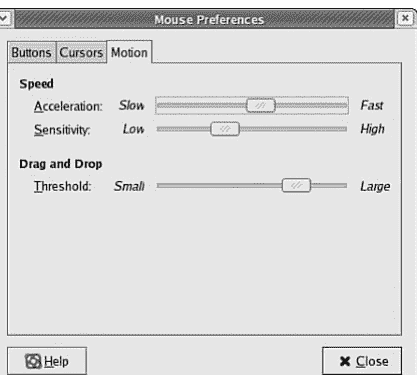 Mouse Preferences
Buttons Cursors Motion
Speed
Acceleration: Slow Fast
Sensitivity: Low High
Drag and Drop
Threshold: Small Large
Help Close